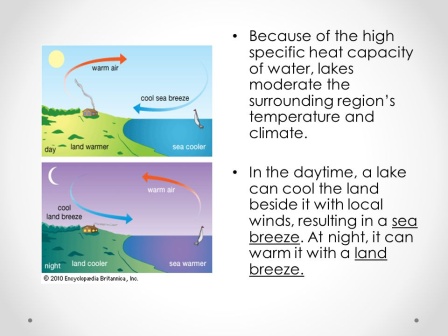 warm air
cool sea breeze
day
land warmer
sea cooler
warm air
cool
land breeze
night
land cooler
sea warmer
© 2010 Encyclopædia Britannica, Inc.
• Because of the high
specific heat capacity
of water, lakes
moderate the
surrounding region's
temperature and
climate.
• In the daytime, a lake
can cool the land
beside it with local
winds, resulting in a sea
breeze. At night, it can
warm it with a land
breeze.